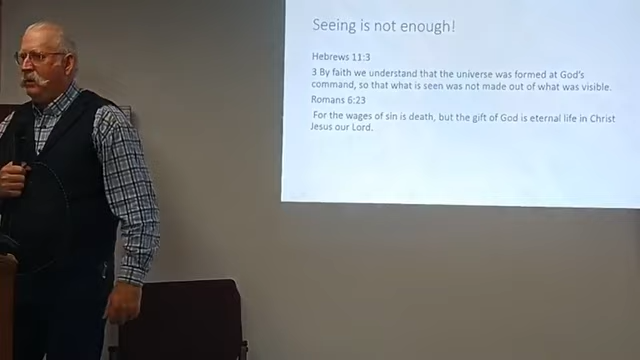 Seeing is not enough!
Hebrews 11:3
3 By faith we understand that the universe was formed at God's
command, so that what is seen was not made out of what was visible.
Romans 6:23
For the wages of sin is death, but the gift of God is eternal life in Christ
Jesus our Lord.